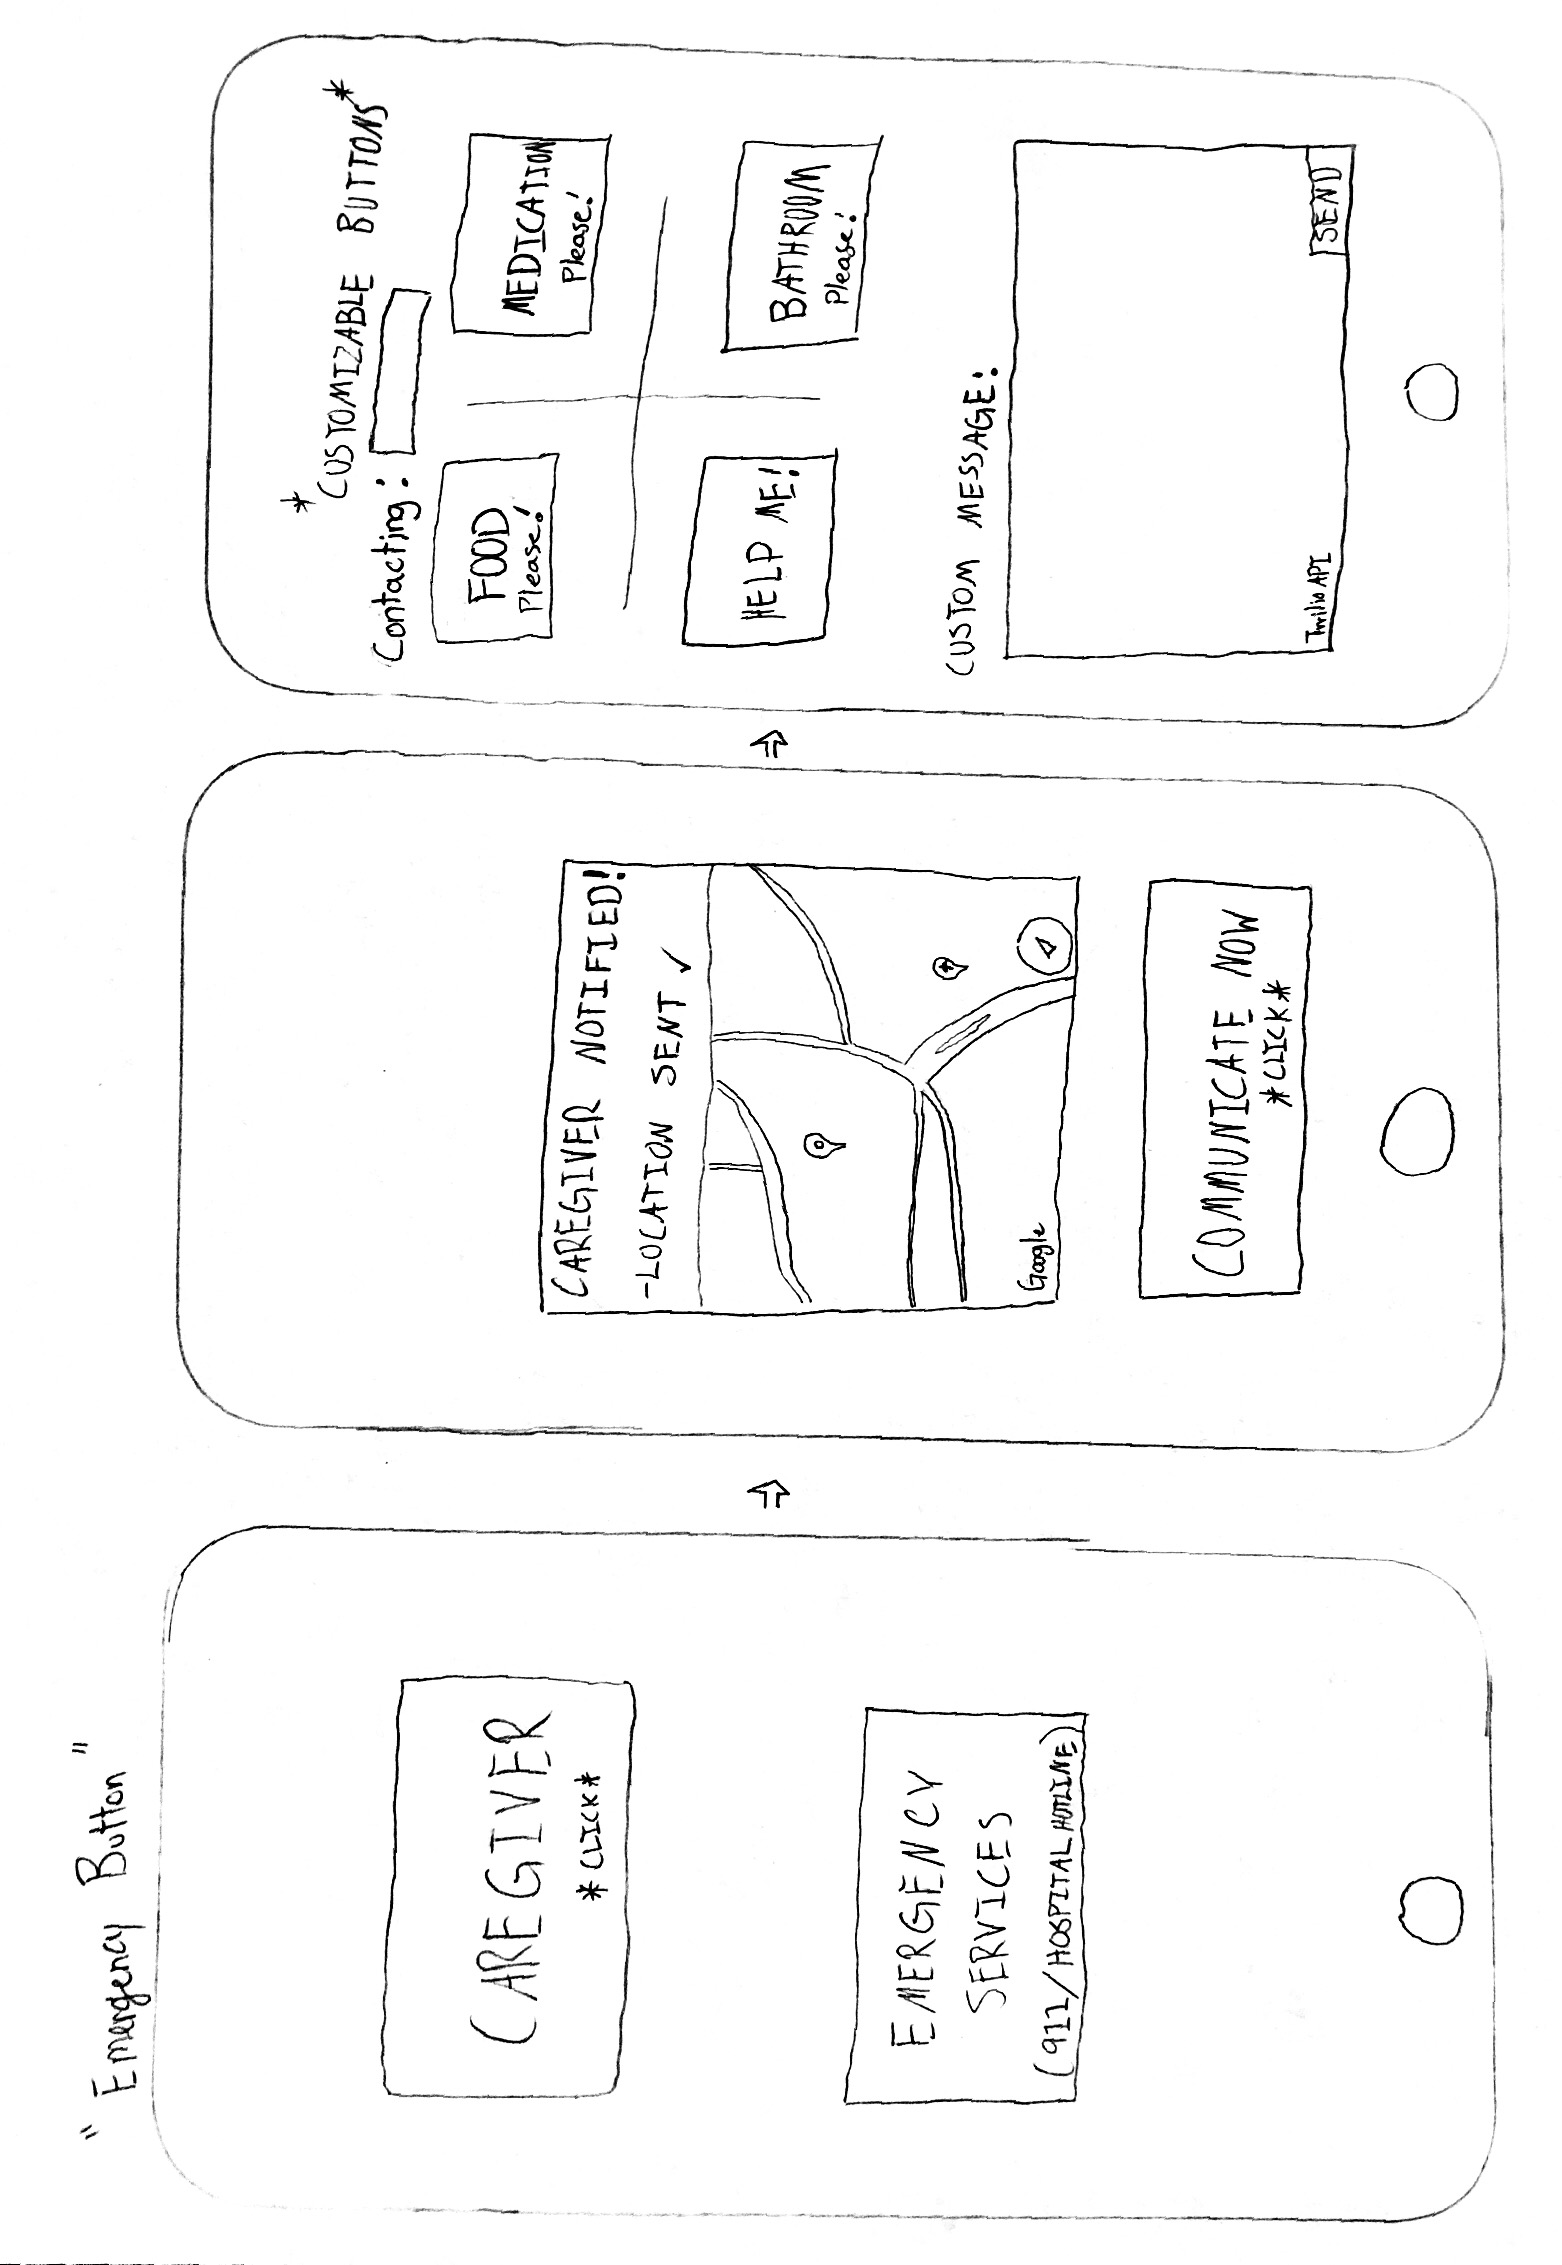 "Emergency Button"
CAREGIVER
*CLICK*
EMERGENCY
SERVICES
(911/HOSPITAL HOTLINE)
CAREGIVER NOTIFIED!
-LOCATION SENT ✓
Google
COMMUNICATE NOW
*CLICK*
*CUSTOMIZABLE BUTTONS*
Contacting:
FOOD
Please!
MEDICATION
Please!
HELP ME!
BATHROOM
Please!
CUSTOM MESSAGE:
Twilio API
SEND